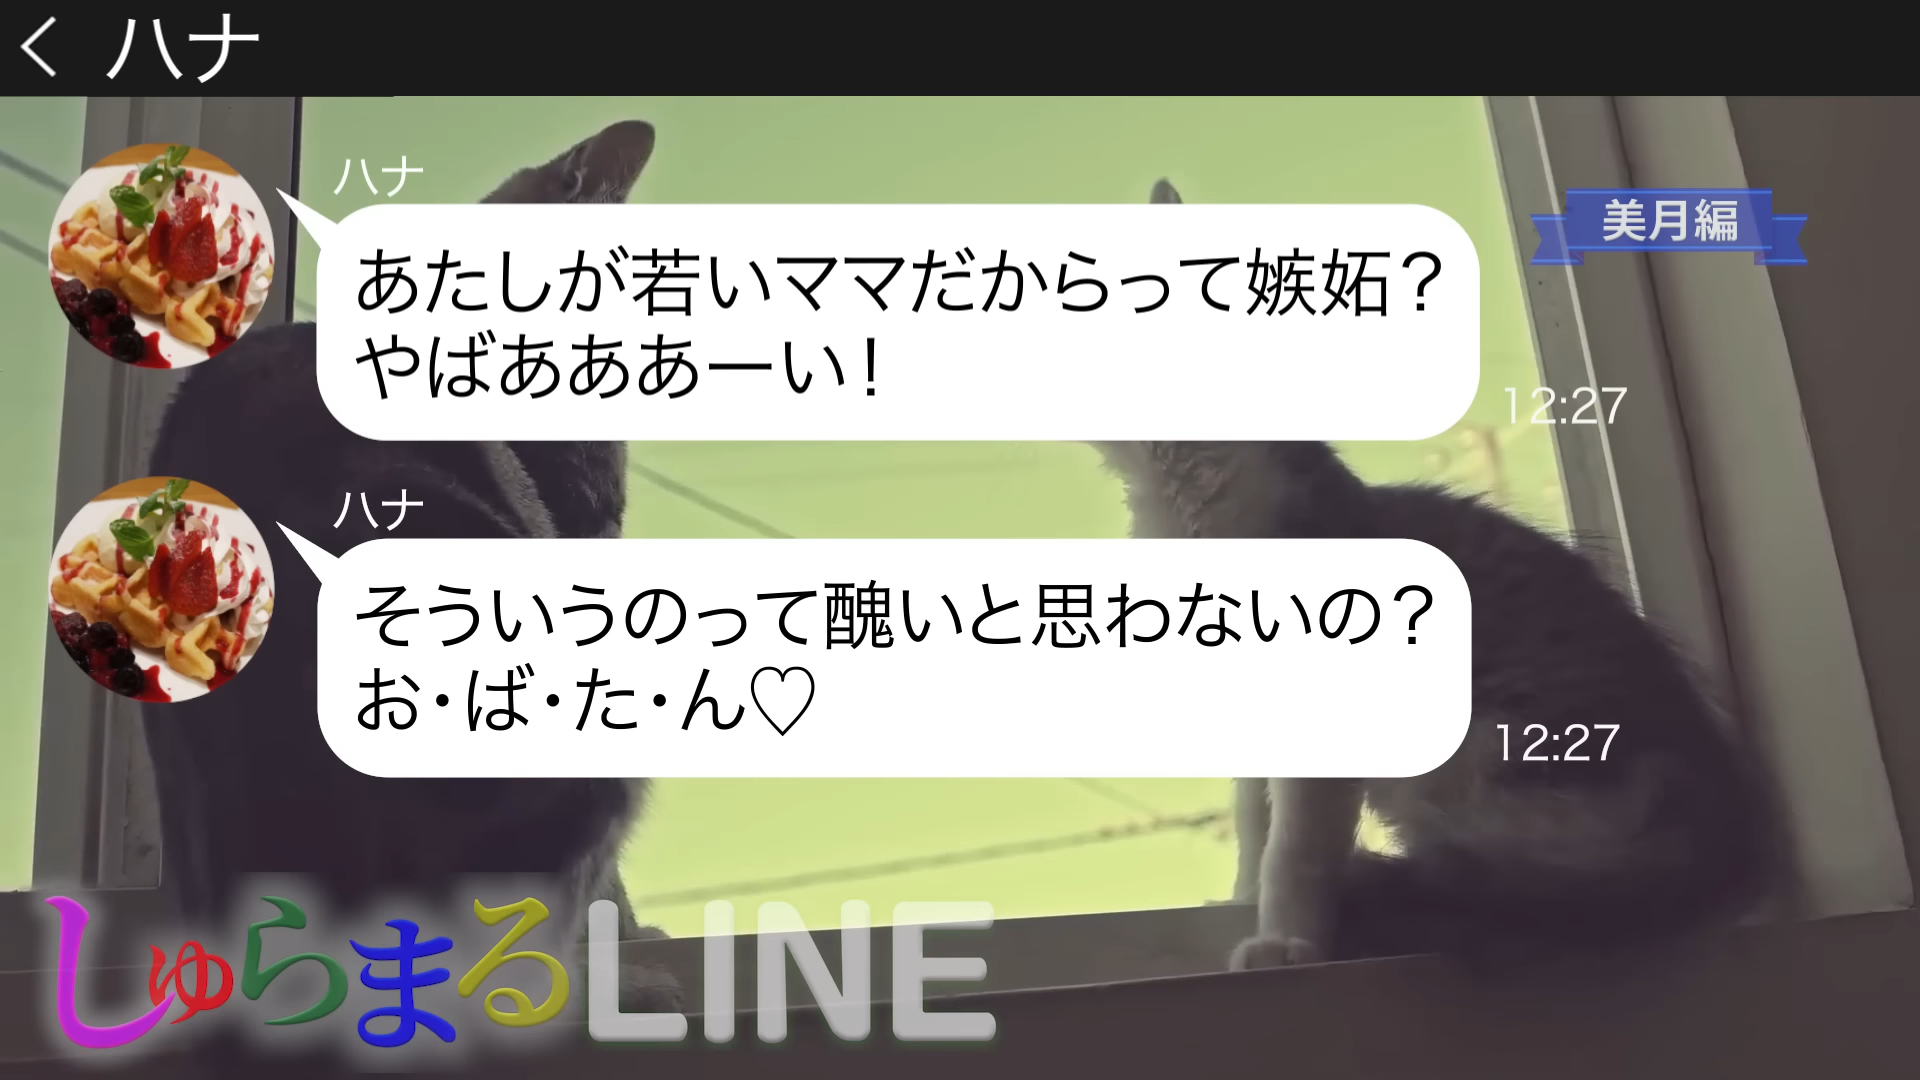 ハナ
ハナ
あたしが若いママだからって嫉妬？
やばあああーい！
12:27
美月編
ハナ
そういうのって醜いと思わないの？
お・ば・た・ん♡
12:27
しゅらまるLINE